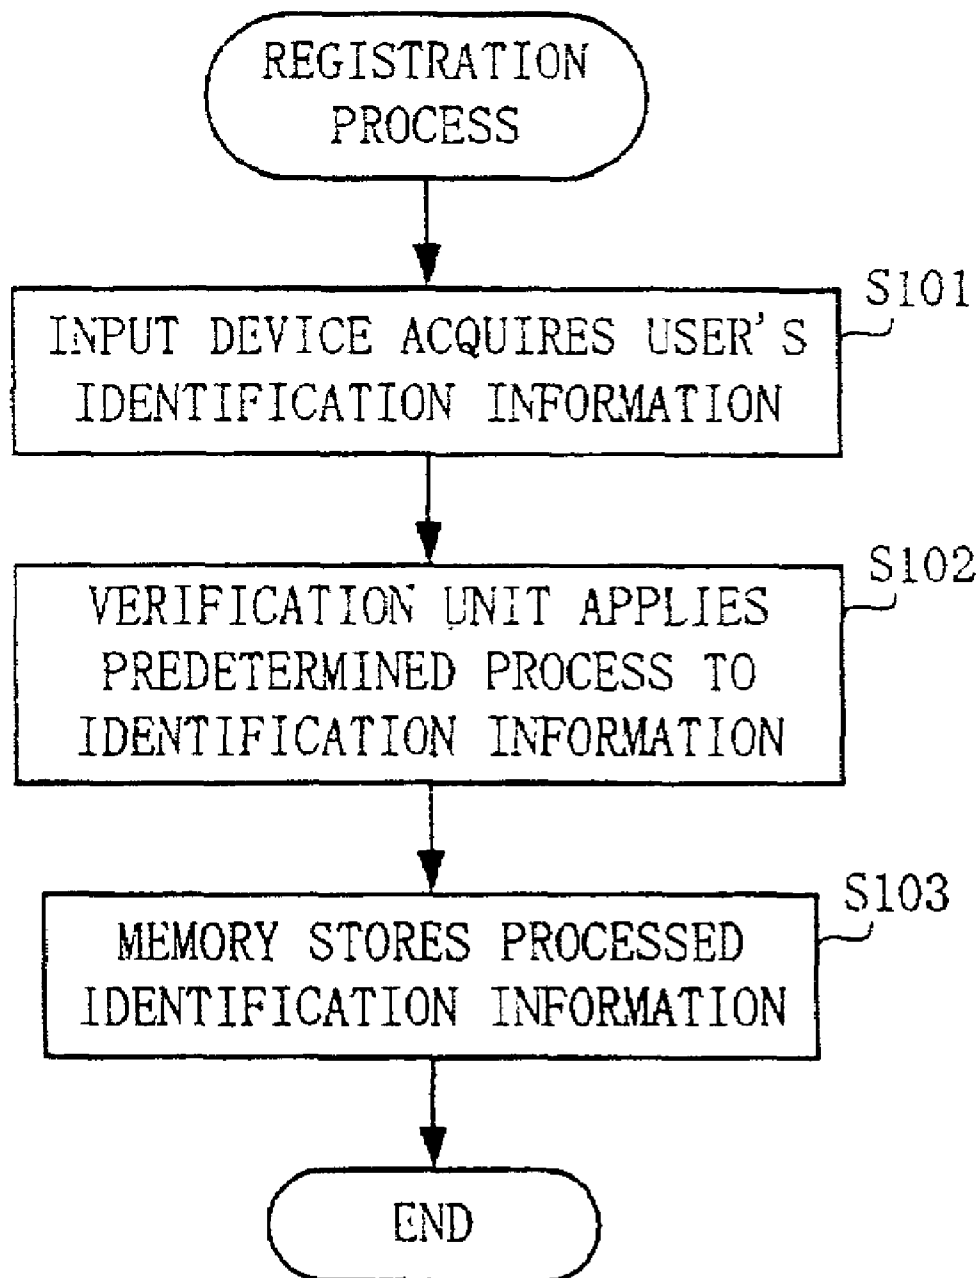 REGISTRATION
PROCESS
S101
INPUT DEVICE ACQUIRES USER'S
IDENTIFICATION INFORMATION
S102
VERIFICATION UNIT APPLIES
PREDETERMINED PROCESS TO
IDENTIFICATION INFORMATION
S103
MEMORY STORES PROCESSED
IDENTIFICATION INFORMATION
END